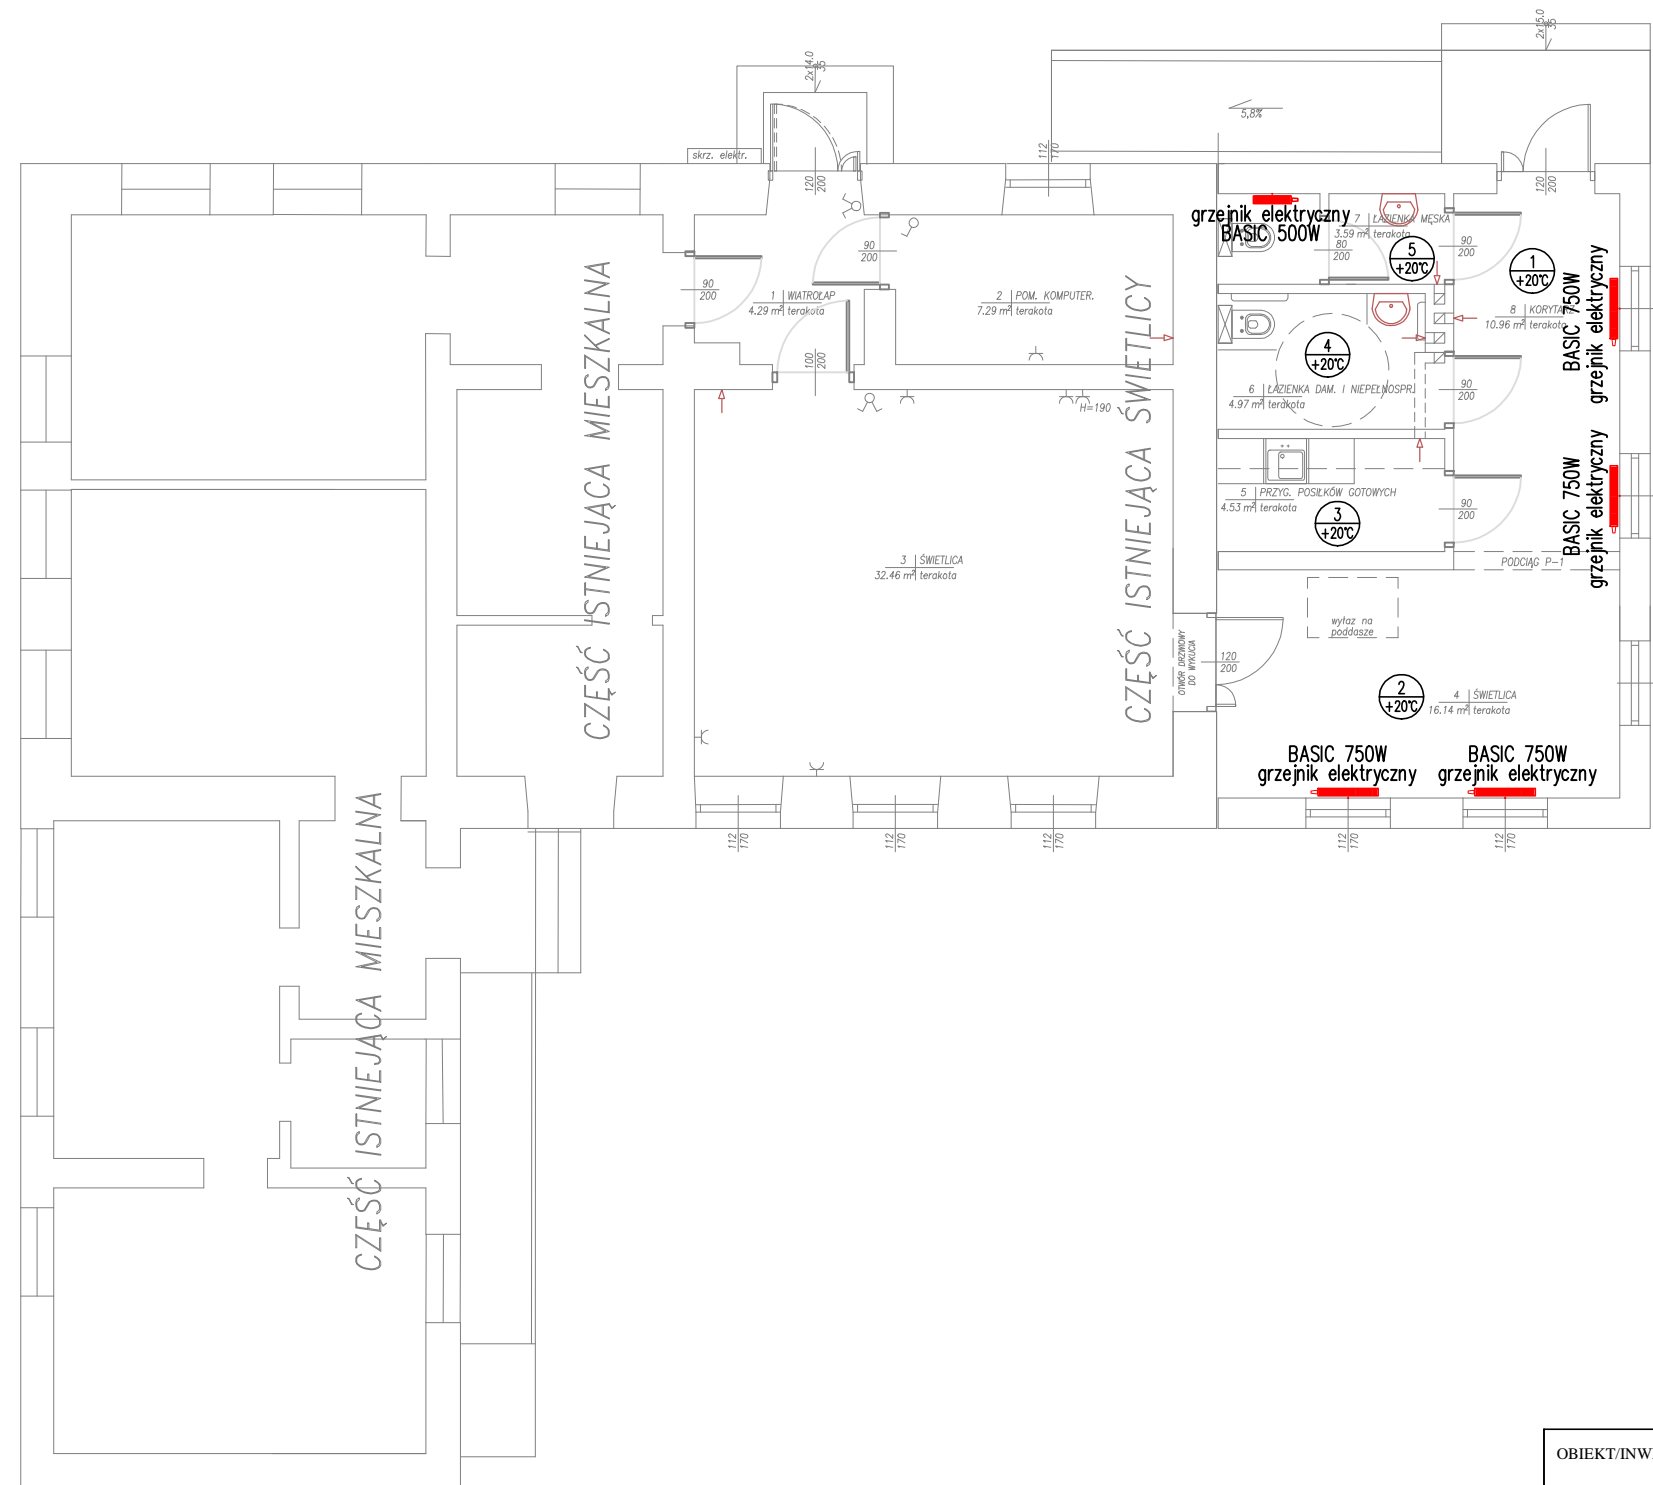 2x15.0
35
2x14.0
35
5,8%
skrz. elektr.
112
170
120
200
120
200
grzejnik elektryczny
BASIC 500W
7 ŁAZIENKA MĘSKA
3.59 m² terakota
80
200
5
+20°C
90
200
1
+20°C
90
200
90
200
1 WIATROŁAP
4.29 m² terakota
2 POM. KOMPUTER.
7.29 m² terakota
8 KORYTARZ
10.96 m² terakota
BASIC 750W
grzejnik elektryczny
4
+20°C
100
200
6 ŁAZIENKA DAM. I NIEPEŁNOSPR.
4.97 m² terakota
90
200
H=190
CZĘŚĆ ISTNIEJĄCA MIESZKALNA
CZĘŚĆ ISTNIEJĄCA ŚWIETLICY
BASIC 750W
grzejnik elektryczny
5 PRZYG. POSIŁKÓW GOTOWYCH
4.53 m² terakota
3
+20°C
90
200
3 ŚWIETLICA
32.46 m² terakota
PODCIĄG P-1
wyłaz na
poddasze
OTWÓR DRZWIOWY
DO WYKUCIA
120
200
2
+20°C
4 ŚWIETLICA
16.14 m² terakota
BASIC 750W
grzejnik elektryczny
BASIC 750W
grzejnik elektryczny
112
170
112
170
112
170
112
170
112
170
CZĘŚĆ ISTNIEJĄCA MIESZKALNA
OBIEKT/INW